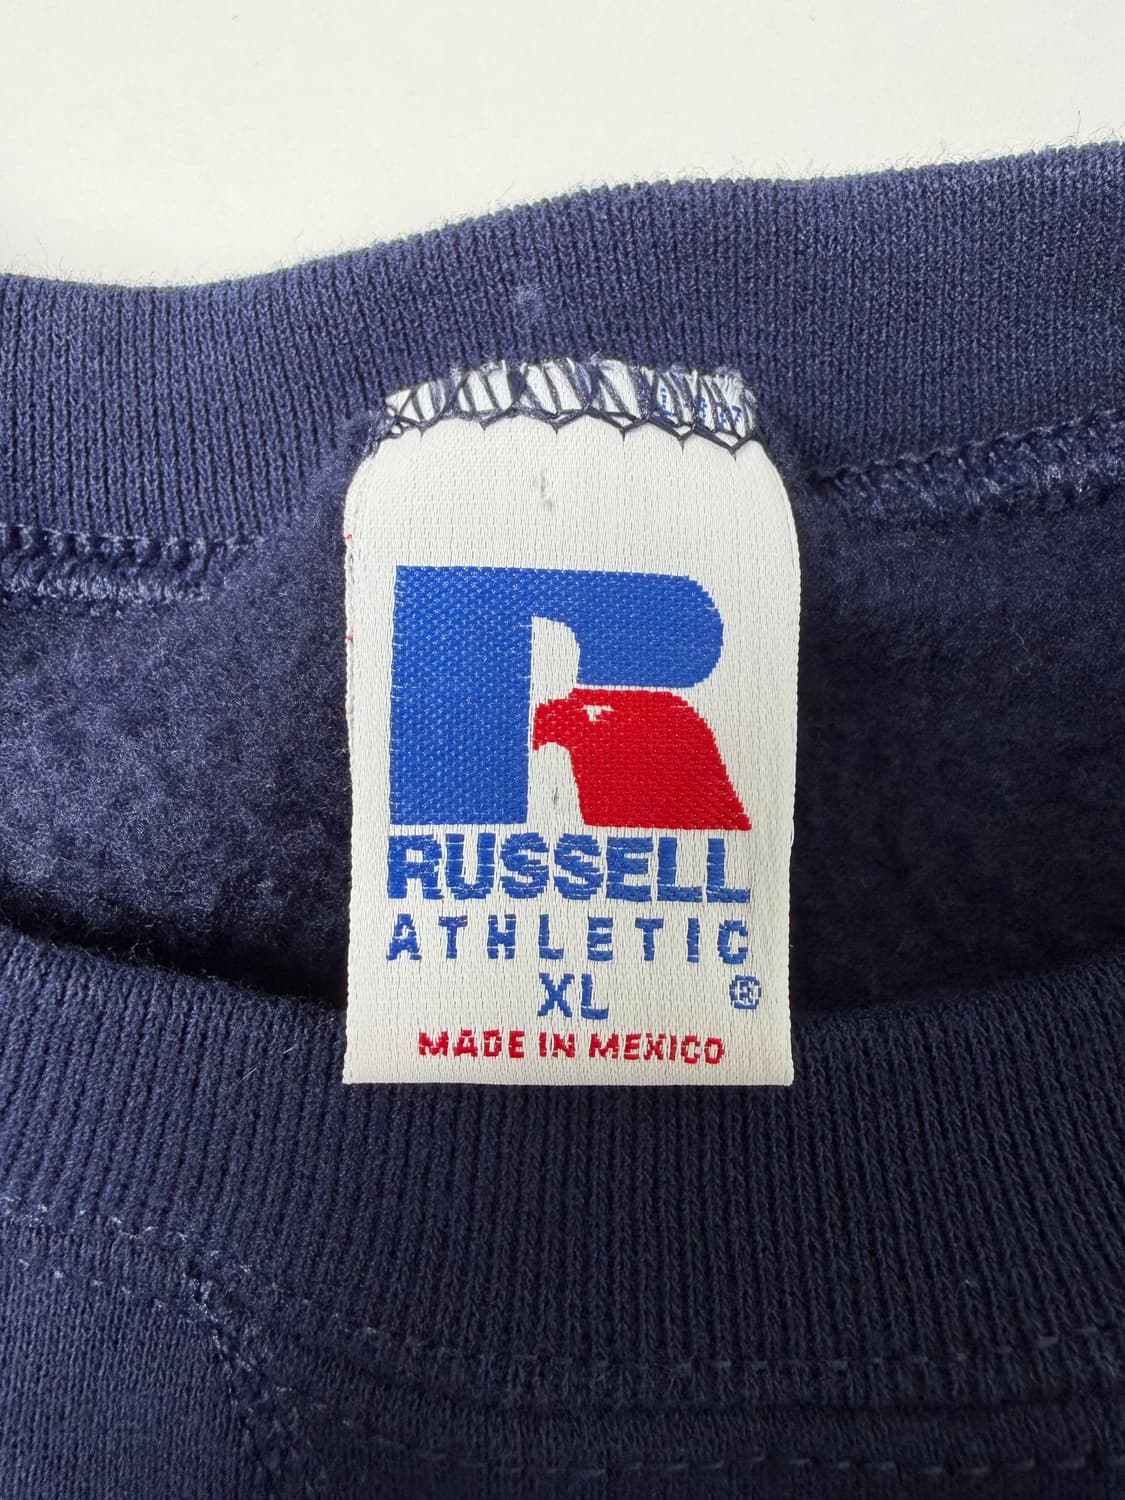 RUSSELL
ATHLETIC
XL ®
MADE IN MEXICO